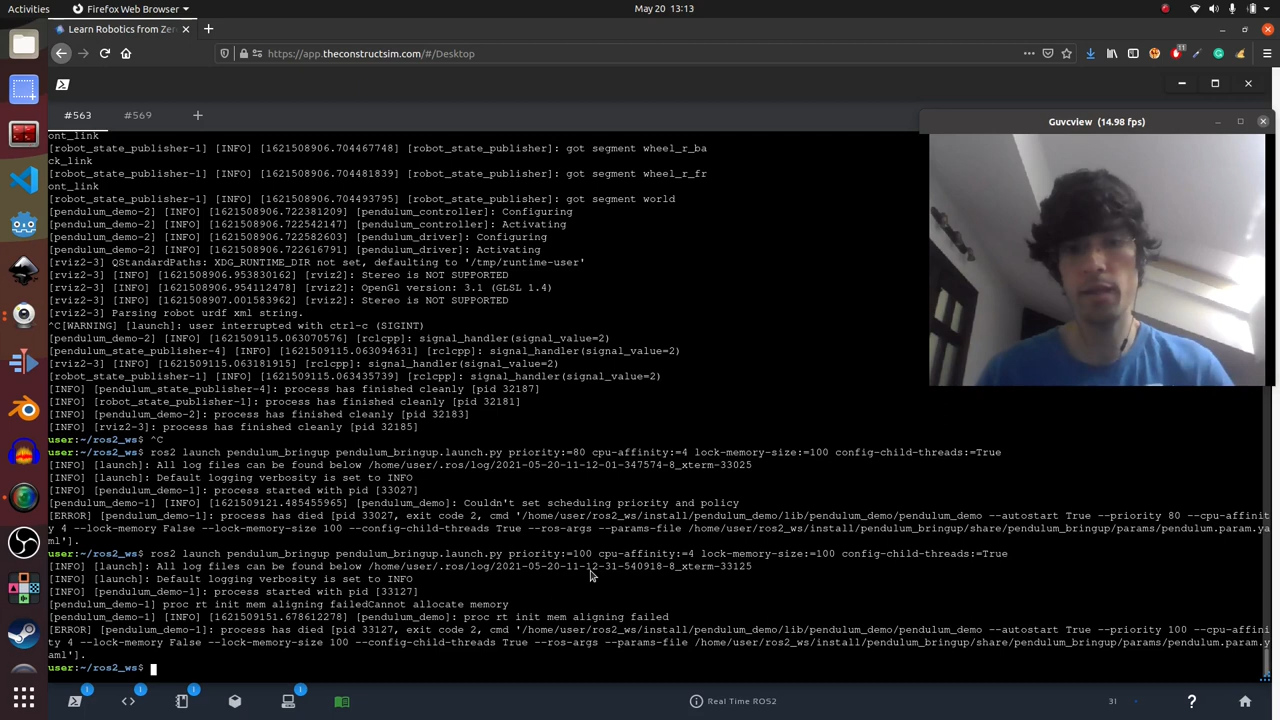 Activities
Firefox Web Browser
May 20 13:13
Learn Robotics from Zer
https://app.theconstructsim.com/#/Desktop
11
#563
#569
Guvcview (14.98 fps)
ont_link
[robot_state_publisher-1] [INFO] [1621508906.704467748] [robot_state_publisher]: got segment wheel_r_ba
ck_link
[robot_state_publisher-1] [INFO] [1621508906.704481839] [robot_state_publisher]: got segment wheel_r_fr
ont_link
[robot_state_publisher-1] [INFO] [1621508906.704493795] [robot_state_publisher]: got segment world
[pendulum_demo-2] [INFO] [1621508906.722381209] [pendulum_controller]: Configuring
[pendulum_demo-2] [INFO] [1621508906.722542147] [pendulum_controller]: Activating
[pendulum_demo-2] [INFO] [1621508906.722582603] [pendulum_driver]: Configuring
[pendulum_demo-2] [INFO] [1621508906.722616791] [pendulum_driver]: Activating
[rviz2-3] QStandardPaths: XDG_RUNTIME_DIR not set, defaulting to '/tmp/runtime-user'
[rviz2-3] [INFO] [1621508906.953830162] [rviz2]: Stereo is NOT SUPPORTED
[rviz2-3] [INFO] [1621508906.954112478] [rviz2]: OpenGl version: 3.1 (GLSL 1.4)
[rviz2-3] [INFO] [1621508907.001583962] [rviz2]: Stereo is NOT SUPPORTED
[rviz2-3] Parsing robot urdf xml string.
^C[WARNING] [launch]: user interrupted with ctrl-c (SIGINT)
[pendulum_demo-2] [INFO] [1621509115.063070576] [rclcpp]: signal_handler(signal_value=2)
[pendulum_state_publisher-4] [INFO] [1621509115.063094631] [rclcpp]: signal_handler(signal_value=2)
[rviz2-3] [INFO] [1621509115.063181915] [rclcpp]: signal_handler(signal_value=2)
[robot_state_publisher-1] [INFO] [1621509115.063435739] [rclcpp]: signal_handler(signal_value=2)
[INFO] [pendulum_state_publisher-4]: process has finished cleanly [pid 32187]
[INFO] [robot_state_publisher-1]: process has finished cleanly [pid 32181]
[INFO] [pendulum_demo-2]: process has finished cleanly [pid 32183]
[INFO] [rviz2-3]: process has finished cleanly [pid 32185]
user:~/ros2_ws$ ^C
user:~/ros2_ws$ ros2 launch pendulum_bringup pendulum_bringup.launch.py priority:=80 cpu-affinity:=4 lock-memory-size:=100 config-child-threads:=True
[INFO] [launch]: All log files can be found below /home/user/.ros/log/2021-05-20-11-12-01-347574-8_xterm-33025
[INFO] [launch]: Default logging verbosity is set to INFO
[INFO] [pendulum_demo-1]: process started with pid [33027]
[pendulum_demo-1] [INFO] [1621509121.485455965] [pendulum_demo]: Couldn't set scheduling priority and policy
[ERROR] [pendulum_demo-1]: process has died [pid 33027, exit code 2, cmd '/home/user/ros2_ws/install/pendulum_demo/lib/pendulum_demo/pendulum_demo --autostart True --priority 80 --cpu-affinit
y 4 --lock-memory False --lock-memory-size 100 --config-child-threads True --ros-args --params-file /home/user/ros2_ws/install/pendulum_bringup/share/pendulum_bringup/params/pendulum.param.ya
ml'].
user:~/ros2_ws$ ros2 launch pendulum_bringup pendulum_bringup.launch.py priority:=100 cpu-affinity:=4 lock-memory-size:=100 config-child-threads:=True
[INFO] [launch]: All log files can be found below /home/user/.ros/log/2021-05-20-11-12-31-540918-8_xterm-33125
[INFO] [launch]: Default logging verbosity is set to INFO
[INFO] [pendulum_demo-1]: process started with pid [33127]
[pendulum_demo-1] proc rt init mem aligning failedCannot allocate memory
[pendulum_demo-1] [INFO] [1621509151.678612278] [pendulum_demo]: proc rt init mem aligning failed
[ERROR] [pendulum_demo-1]: process has died [pid 33127, exit code 2, cmd '/home/user/ros2_ws/install/pendulum_demo/lib/pendulum_demo/pendulum_demo --autostart True --priority 100 --cpu-affini
ty 4 --lock-memory False --lock-memory-size 100 --config-child-threads True --ros-args --params-file /home/user/ros2_ws/install/pendulum_bringup/share/pendulum_bringup/params/pendulum.param.y
aml'].
user:~/ros2_ws$
1
1
1
1
Real Time ROS2
31